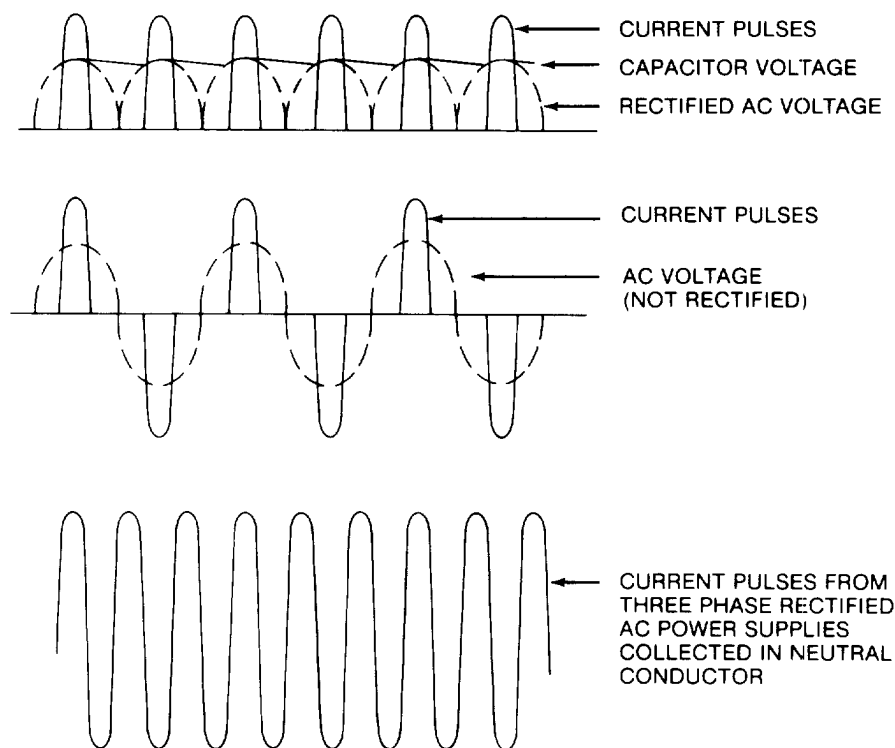 CURRENT PULSES
CAPACITOR VOLTAGE
RECTIFIED AC VOLTAGE
CURRENT PULSES
AC VOLTAGE
(NOT RECTIFIED)
CURRENT PULSES FROM
THREE PHASE RECTIFIED
AC POWER SUPPLIES
COLLECTED IN NEUTRAL
CONDUCTOR